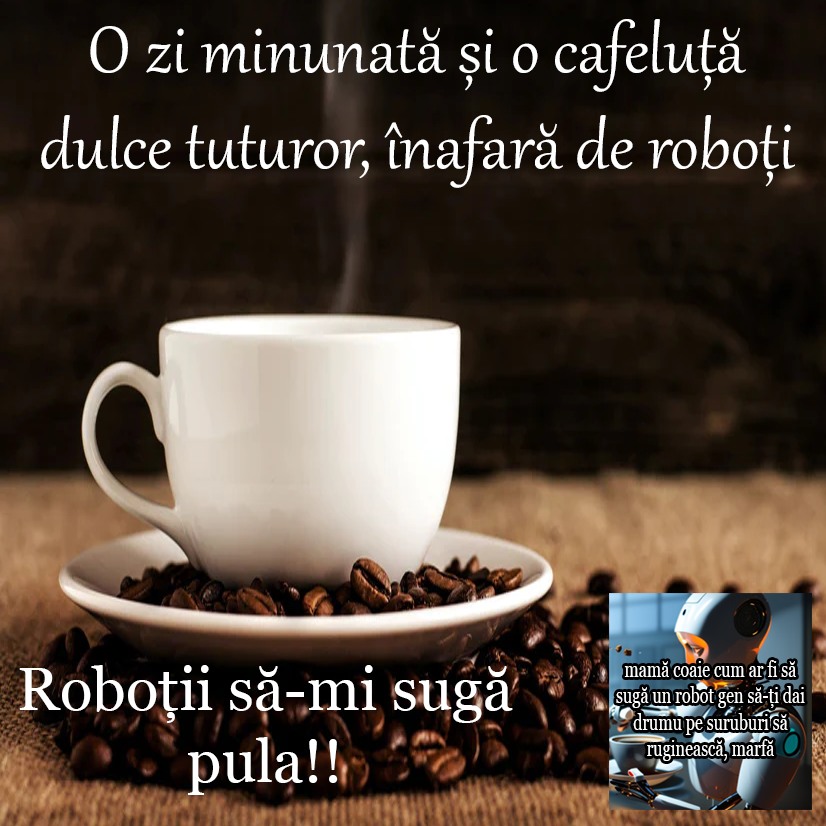 O zi minunată și o cafeluță
dulce tuturor, înafară de roboți
Roboții să-mi sugă
pula!!
mamă coaie cum ar fi să
sugă un robot gen să-ți dai
drumu pe suruburi să
ruginească, marfă